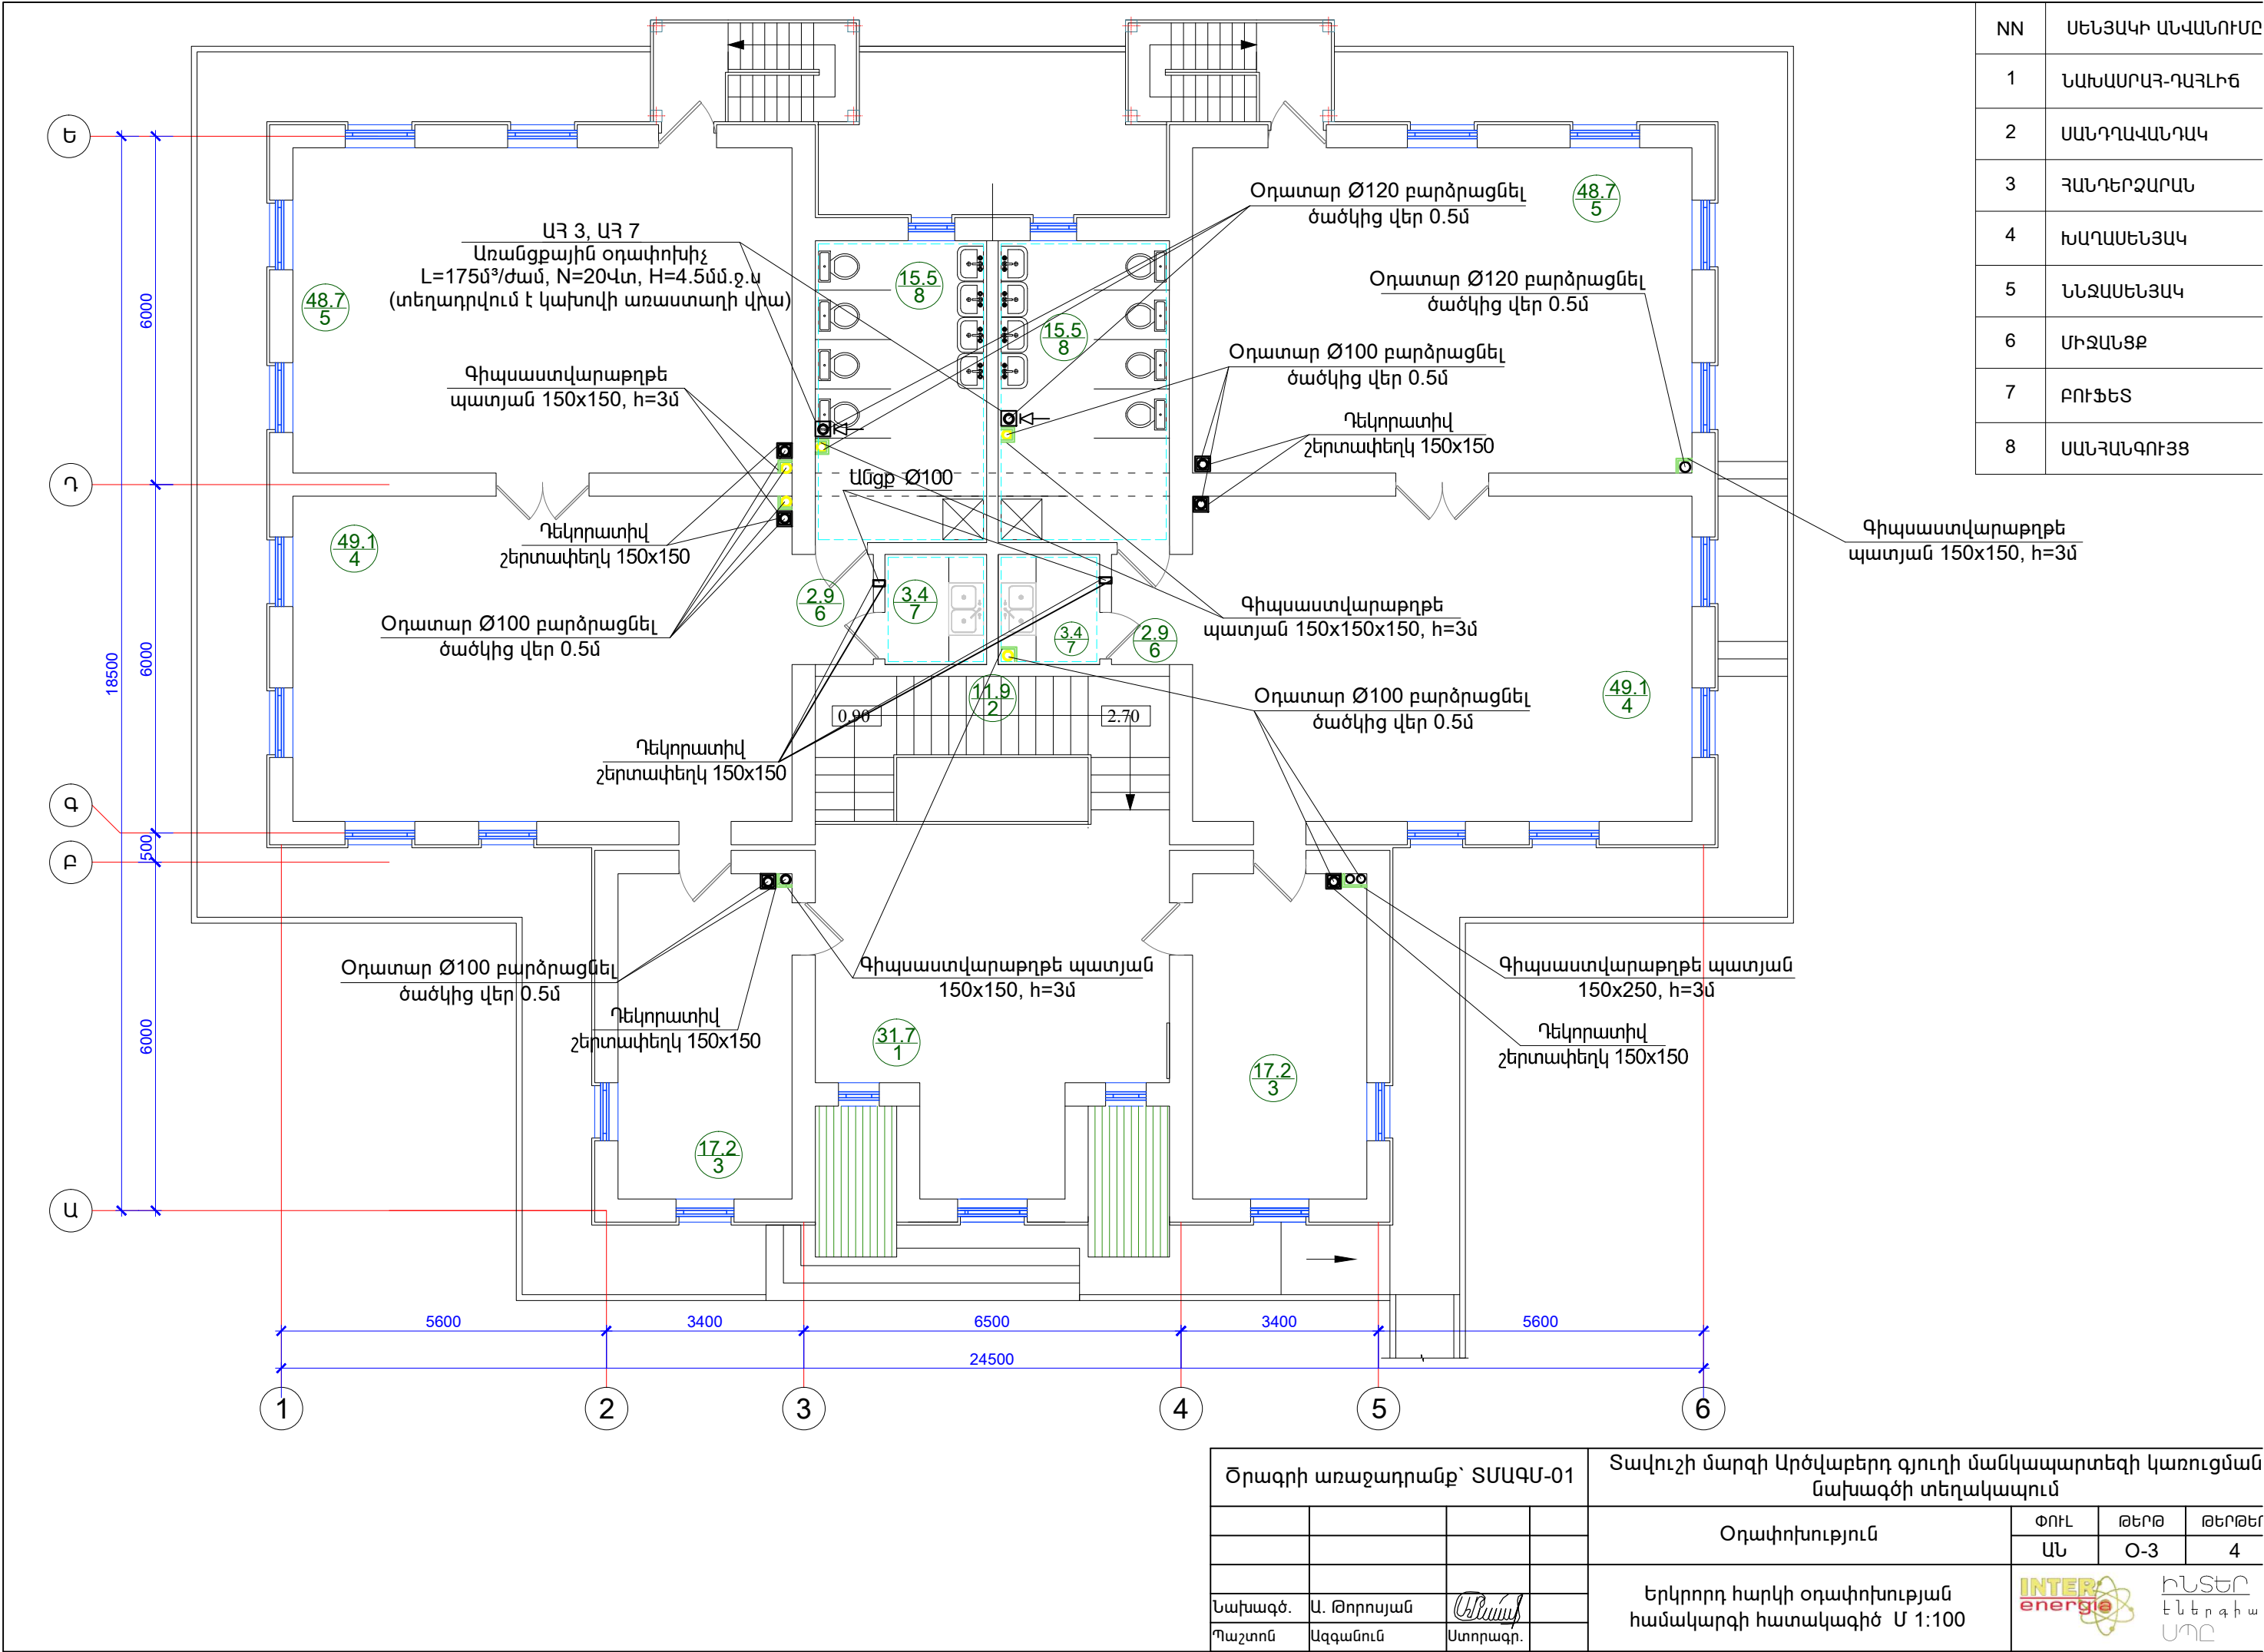 NN ՍԵՆՅԱԿԻ ԱՆՎԱՆՈՒՄԸ
1 ՆԱԽԱՍՐԱՀ-ԴԱՀԼԻՃ
2 ՍԱՆԴՂԱՎԱՆԴԱԿ
3 ՀԱՆԴԵՐՁԱՐԱՆ
4 ԽԱՂԱՍԵՆՅԱԿ
5 ՆՆՋԱՍԵՆՅԱԿ
6 ՄԻՋԱՆՑՔ
7 ԲՈՒՖԵՏ
8 ՍԱՆՀԱՆԳՈՒՅՑ
Ե
Դ
Գ
Բ
Ա
18500
6000
6000
500
6000
ԱՀ 3, ԱՀ 7
Առանցքային օդափոխիչ
L=175մ³/ժամ, N=20Վտ, H=4.5մմ.ջ.ս
(տեղադրվում է կախովի առաստաղի վրա)
Օդատար Ø120 բարձրացնել
ծածկից վեր 0.5մ
48.7
5
Օդատար Ø120 բարձրացնել
ծածկից վեր 0.5մ
15.5
8
48.7
5
15.5
8
Օդատար Ø100 բարձրացնել
ծածկից վեր 0.5մ
Գիպսաստվարաթղթե
պատյան 150x150, h=3մ
Դեկորատիվ
շերտափեղկ 150x150
Անցք Ø100
Դեկորատիվ
շերտափեղկ 150x150
Գիպսաստվարաթղթե
պատյան 150x150, h=3մ
49.1
4
2.9
6
3.4
7
3.4
7
2.9
6
Գիպսաստվարաթղթե
պատյան 150x150x150, h=3մ
Օդատար Ø100 բարձրացնել
ծածկից վեր 0.5մ
11.9
2
0.90
2.70
Օդատար Ø100 բարձրացնել
ծածկից վեր 0.5մ
49.1
4
Դեկորատիվ
շերտափեղկ 150x150
Օդատար Ø100 բարձրացնել
ծածկից վեր 0.5մ
Գիպսաստվարաթղթե պատյան
150x150, h=3մ
Գիպսաստվարաթղթե պատյան
150x250, h=3մ
Դեկորատիվ
շերտափեղկ 150x150
Դեկորատիվ
շերտափեղկ 150x150
31.7
1
17.2
3
17.2
3
5600 3400 6500 3400 5600
24500
1 2 3 4 5 6
Ծրագրի առաջադրանք՝ ՏՄԱԳՄ-01
Տավուշի մարզի Արծվաբերդ գյուղի մանկապարտեզի կառուցման
նախագծի տեղակապում
Օդափոխություն
ՓՈՒԼ ԹԵՐԹ ԹԵՐԹԵՐ
ԱՆ Օ-3 4
Երկրորդ հարկի օդափոխության
համակարգի հատակագիծ Մ 1:100
Նախագծ. Ա. Թորոսյան
Պաշտոն Ազգանուն Ստորագր.
INTER
energia
ԻՆՏԵՐ
էներգիա
ՍՊԸ